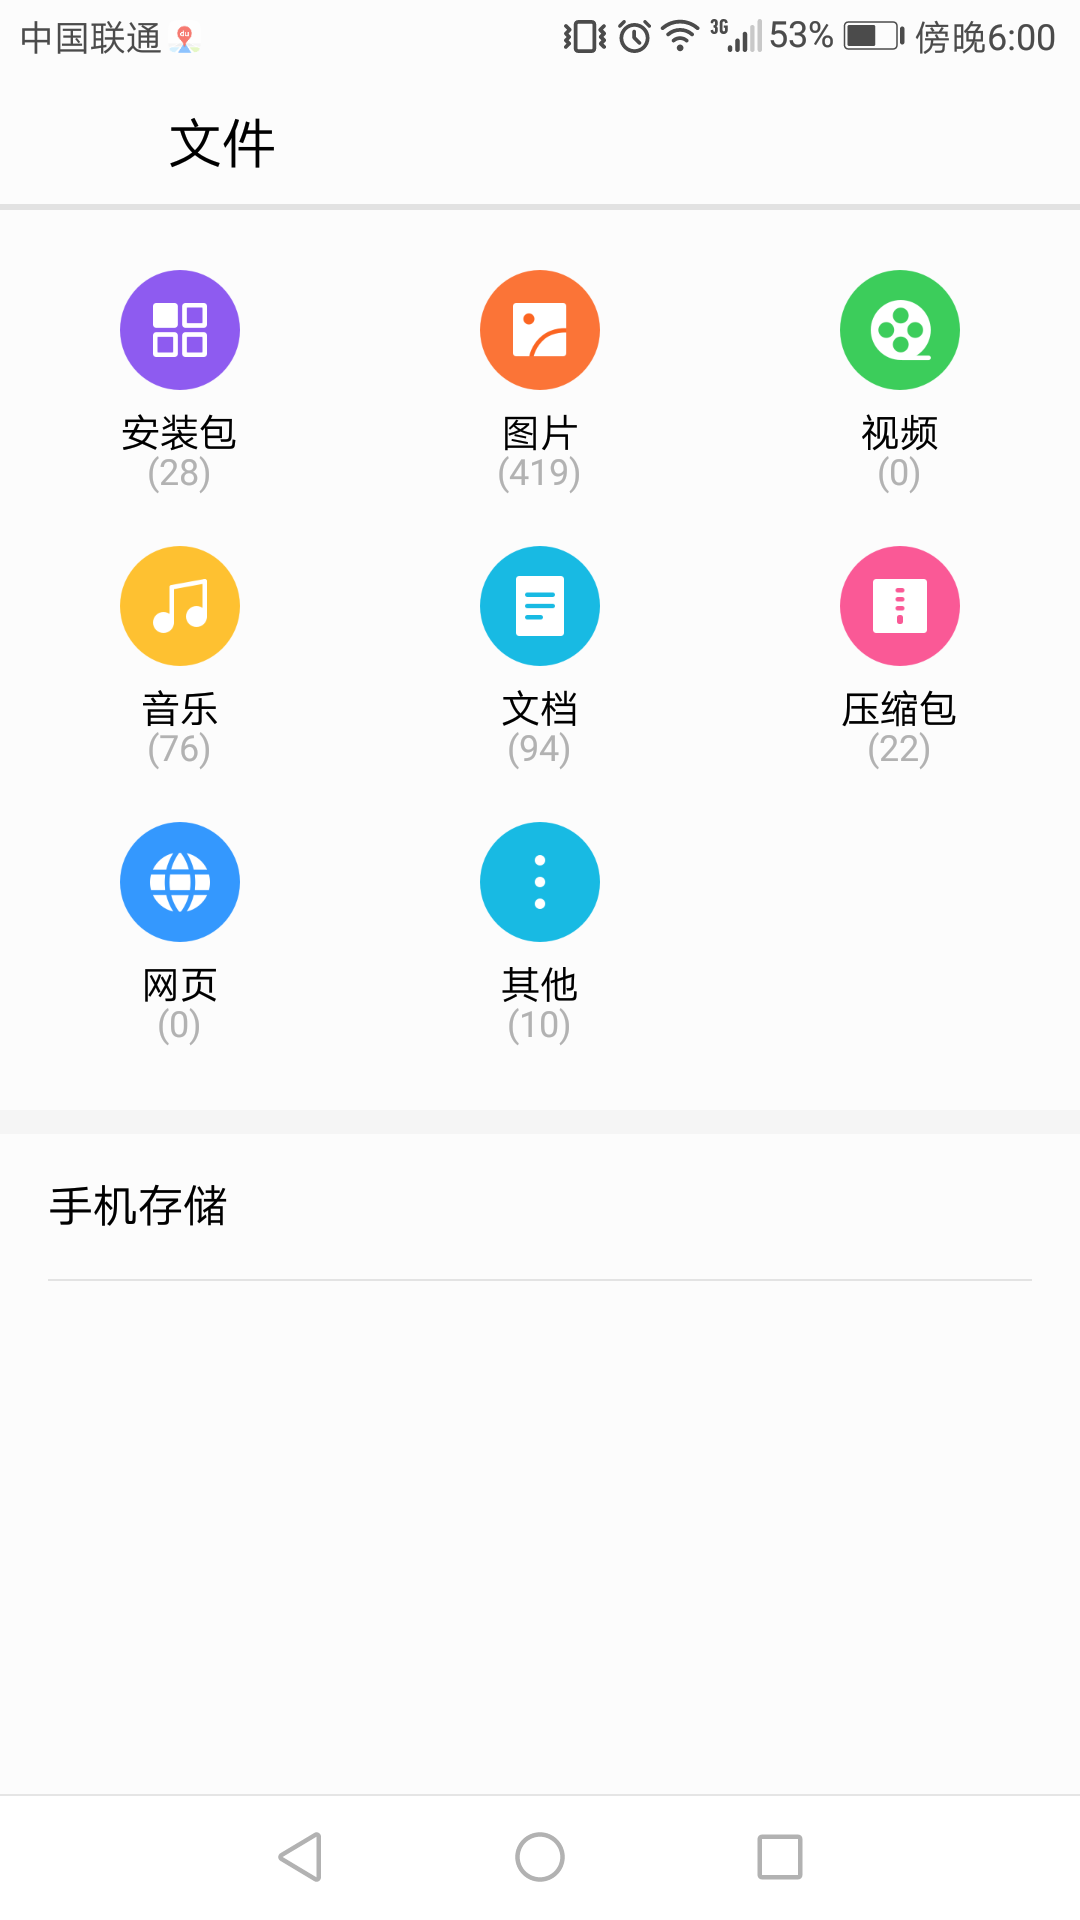 中国联通 3G 53% 傍晚6:00
文件
安装包 图片 视频
(28) (419) (0)
音乐 文档 压缩包
(76) (94) (22)
网页 其他
(0) (10)
手机存储